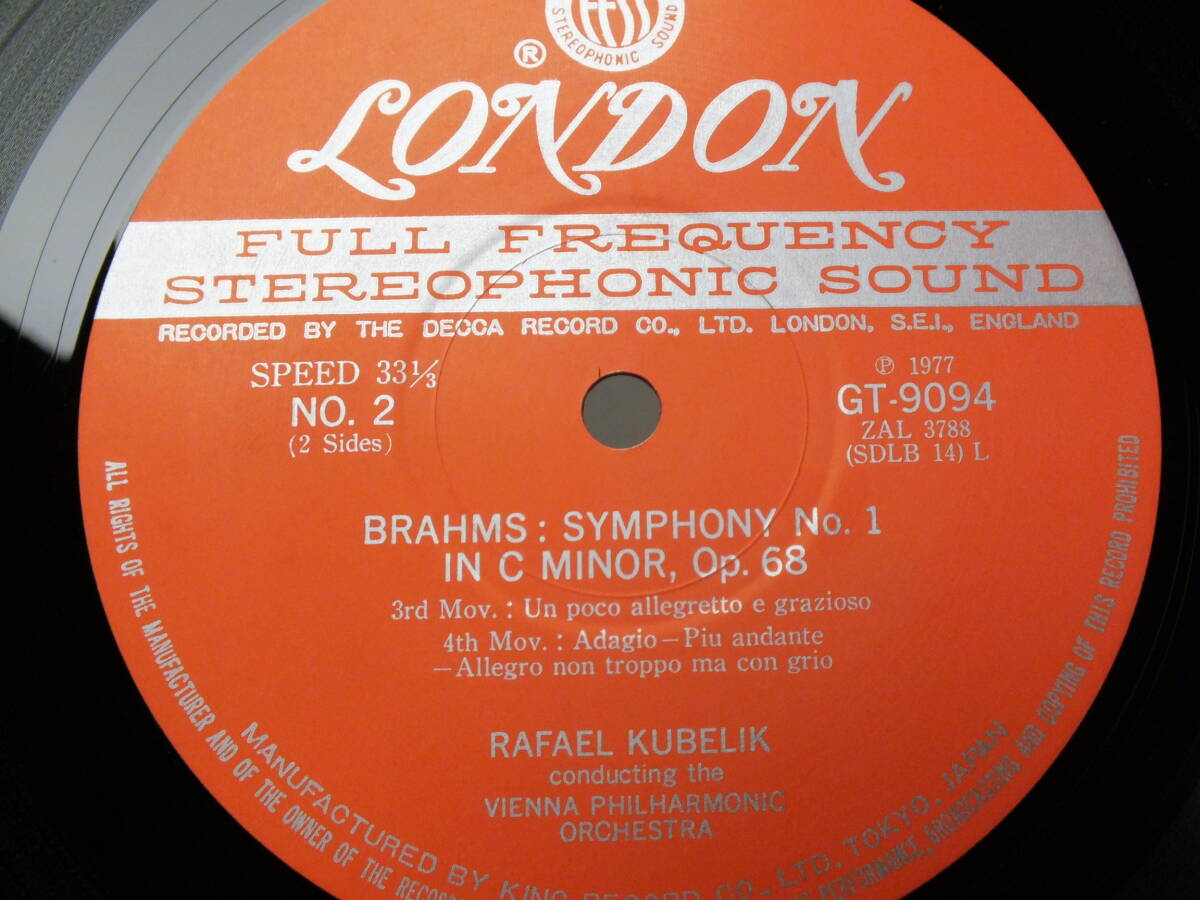 FFSS
STEREOPHONIC SOUND
®
LONDON
FULL FREQUENCY
STEREOPHONIC SOUND
RECORDED BY THE DECCA RECORD CO., LTD. LONDON, S.E.I., ENGLAND
SPEED 33⅓
NO. 2
(2 Sides)
℗ 1977
GT-9094
ZAL 3788
(SDLB 14) L
BRAHMS: SYMPHONY No. 1
IN C MINOR, Op. 68
3rd Mov.: Un poco allegretto e grazioso
4th Mov.: Adagio—Piu andante
—Allegro non troppo ma con grio
RAFAEL KUBELIK
conducting the
VIENNA PHILHARMONIC
ORCHESTRA
MANUFACTURED BY KING RECORD CO., LTD. TOKYO, JAPAN
ALL RIGHTS OF THE MANUFACTURER AND OF THE OWNER OF THE RECORD
PERFORMANCE, BROADCASTING AND COPYING OF THIS RECORD PROHIBITED